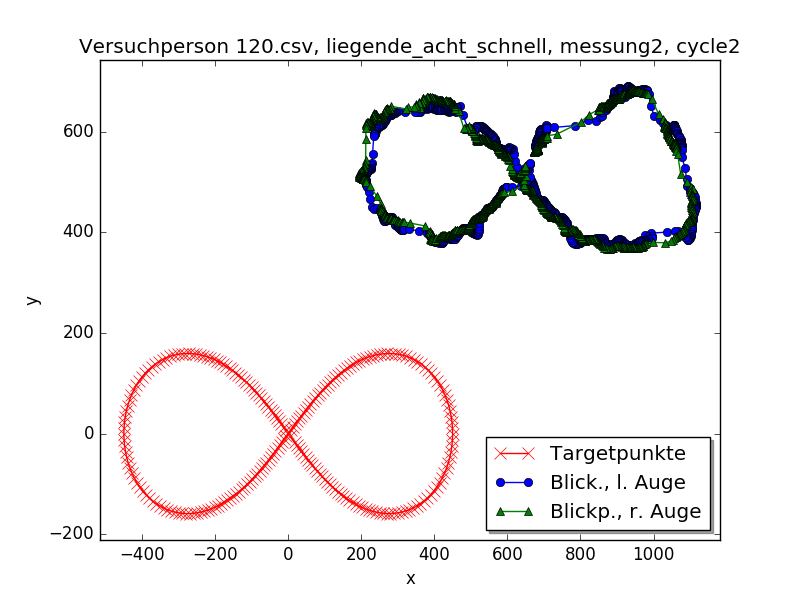 Versuchperson 120.csv, liegende_acht_schnell, messung2, cycle2
y
600
400
200
0
−200
−400
−200
0
200
400
600
800
1000
x
Targetpunkte
Blick., l. Auge
Blickp., r. Auge